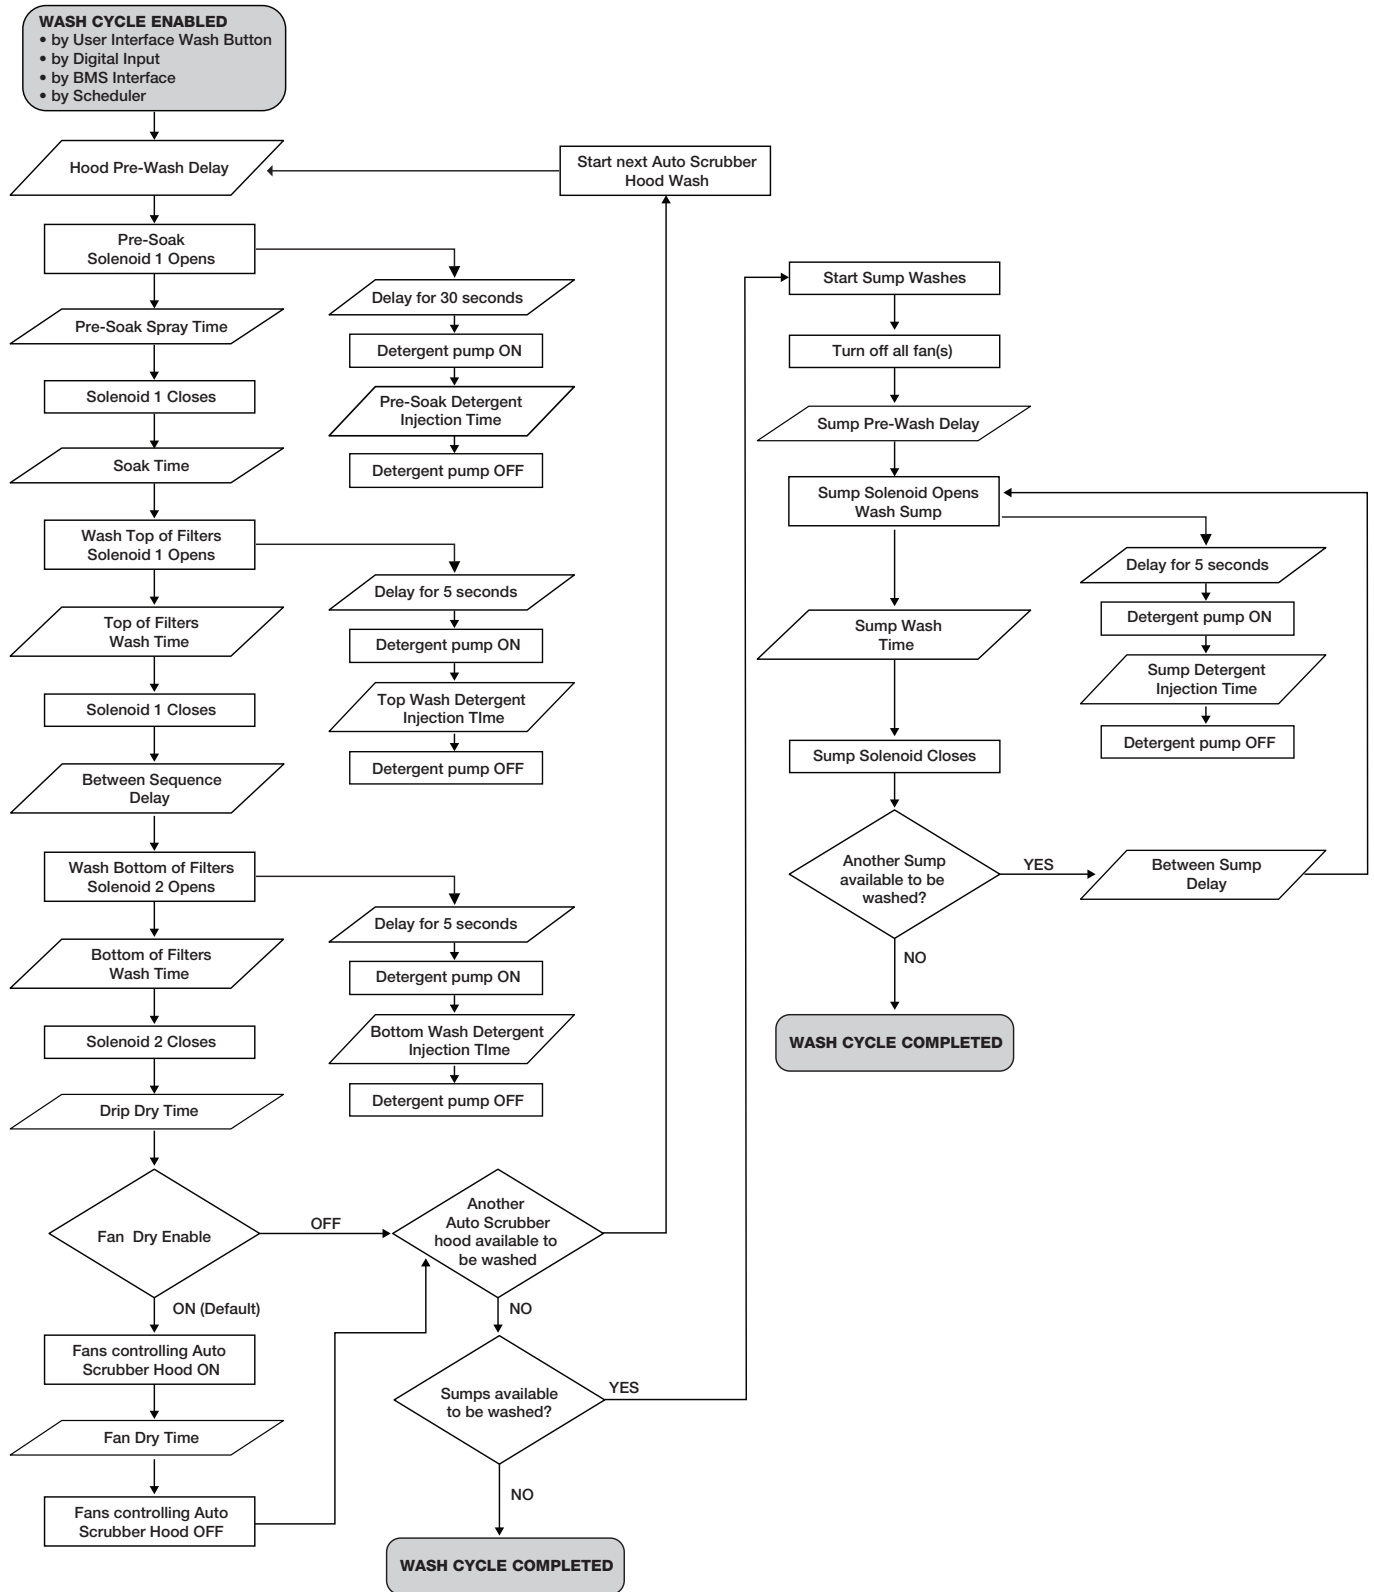 WASH CYCLE ENABLED
• by User Interface Wash Button
• by Digital Input
• by BMS Interface
• by Scheduler
Hood Pre-Wash Delay
Start next Auto Scrubber
Hood Wash
Pre-Soak
Solenoid 1 Opens
Delay for 30 seconds
Pre-Soak Spray Time
Detergent pump ON
Solenoid 1 Closes
Pre-Soak Detergent
Injection Time
Soak Time
Detergent pump OFF
Wash Top of Filters
Solenoid 1 Opens
Delay for 5 seconds
Top of Filters
Wash Time
Detergent pump ON
Solenoid 1 Closes
Top Wash Detergent
Injection TIme
Between Sequence
Delay
Detergent pump OFF
Wash Bottom of Filters
Solenoid 2 Opens
Delay for 5 seconds
Bottom of Filters
Wash Time
Detergent pump ON
Solenoid 2 Closes
Bottom Wash Detergent
Injection TIme
Drip Dry Time
Detergent pump OFF
Fan Dry Enable
OFF
Another
Auto Scrubber
hood available to
be washed
ON (Default)
NO
Fans controlling Auto
Scrubber Hood ON
Sumps available
to be washed?
YES
Fan Dry Time
NO
Fans controlling Auto
Scrubber Hood OFF
WASH CYCLE COMPLETED
Start Sump Washes
Turn off all fan(s)
Sump Pre-Wash Delay
Sump Solenoid Opens
Wash Sump
Delay for 5 seconds
Detergent pump ON
Sump Wash
Time
Sump Detergent
Injection Time
Detergent pump OFF
Sump Solenoid Closes
Another Sump
available to be
washed?
YES
Between Sump
Delay
NO
WASH CYCLE COMPLETED